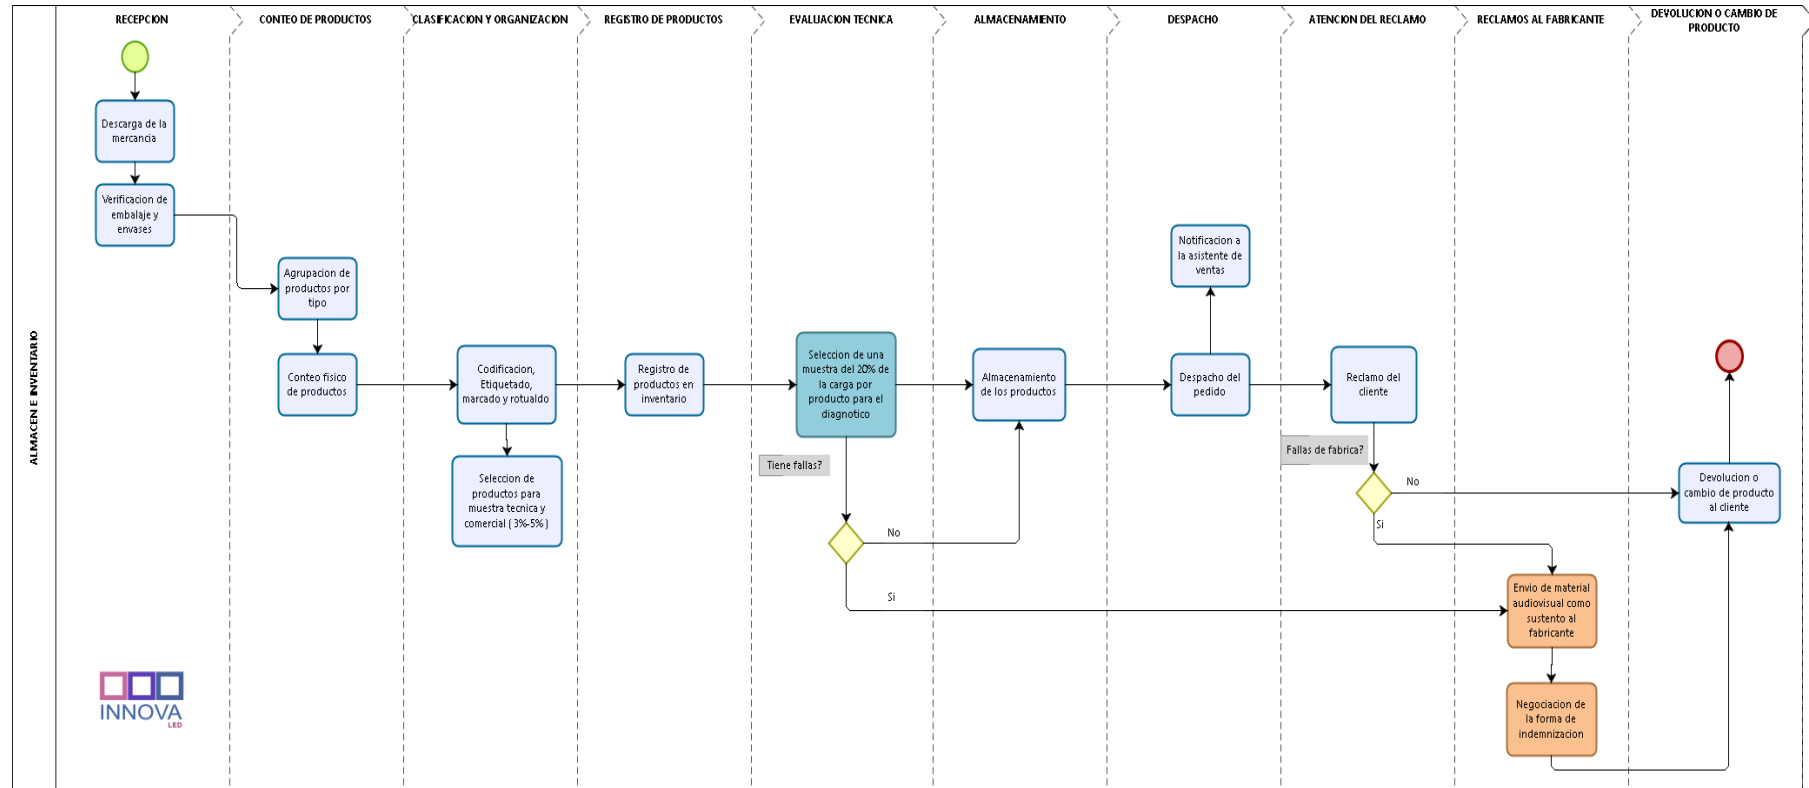 RECEPCION
CONTEO DE PRODUCTOS
CLASIFICACION Y ORGANIZACION
REGISTRO DE PRODUCTOS
EVALUACION TECNICA
ALMACENAMIENTO
DESPACHO
ATENCION DEL RECLAMO
RECLAMOS AL FABRICANTE
DEVOLUCION O CAMBIO DE
PRODUCTO
ALMACEN E INVENTARIO
Descarga de la
mercancia
Verificacion de
embalaje y
envases
Agrupacion de
productos por
tipo
Conteo fisico
de productos
Codificacion,
Etiquetado,
marcado y rotualdo
Seleccion de
productos para
muestra tecnica y
comercial ( 3%-5% )
Registro de
productos en
inventario
Seleccion de una
muestra del 20% de
la carga por
producto para el
diagnotico
Tiene fallas?
No
Si
Almacenamiento
de los productos
Notificacion a
la asistente de
ventas
Despacho del
pedido
Reclamo del
cliente
Fallas de fabrica?
No
Si
Envio de material
audiovisual como
sustento al
fabricante
Negociacion de
la forma de
indemnizacion
Devolucion o
cambio de producto
al cliente
INNOVA
LED